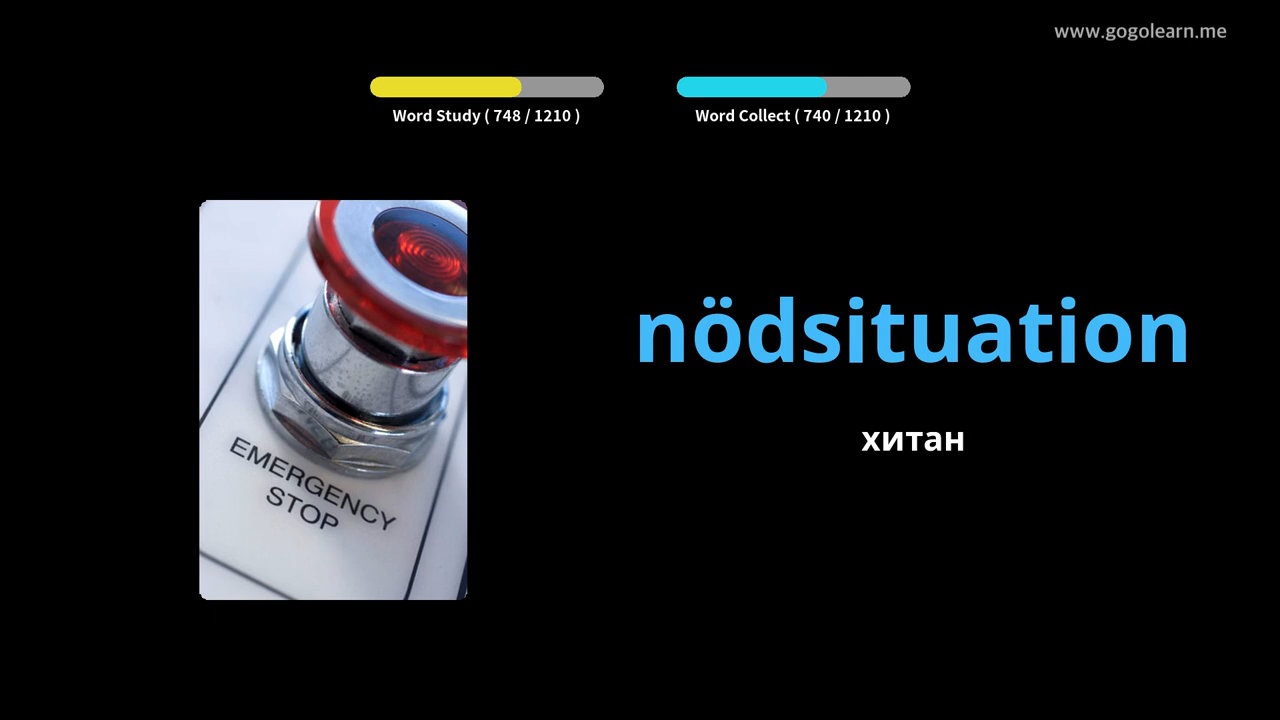 www.gogolearn.me
Word Study ( 748 / 1210 )
Word Collect ( 740 / 1210 )
nödsituation
хитан
EMERGENCY
STOP